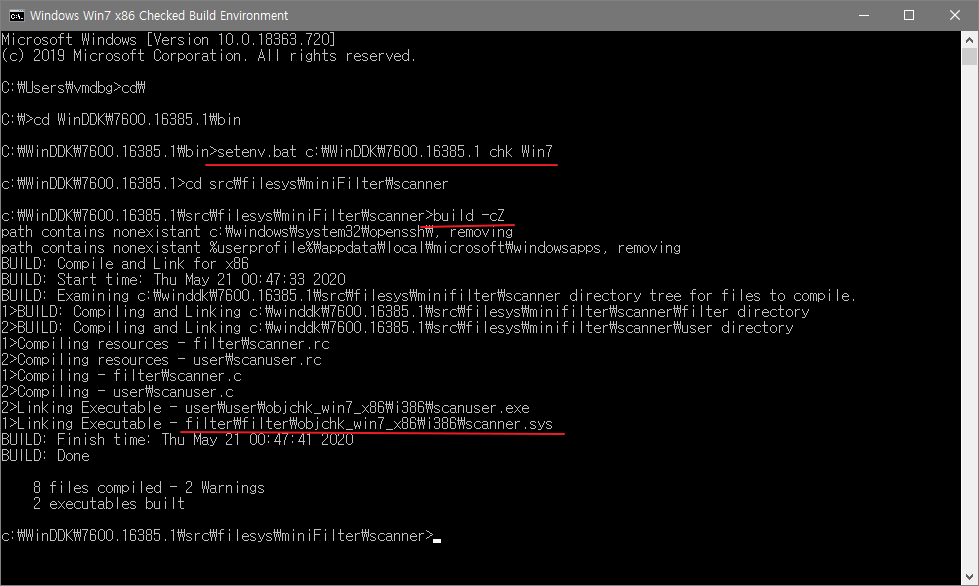 Windows Win7 x86 Checked Build Environment
Microsoft Windows [Version 10.0.18363.720]
(c) 2019 Microsoft Corporation. All rights reserved.
C:₩Users₩vmdbg>cd₩
C:₩>cd WinDDK₩7600.16385.1₩bin
C:₩WinDDK₩7600.16385.1₩bin>setenv.bat c:₩WinDDK₩7600.16385.1 chk Win7
c:₩WinDDK₩7600.16385.1>cd src₩filesys₩miniFilter₩scanner
c:₩WinDDK₩7600.16385.1₩src₩filesys₩miniFilter₩scanner>build -cZ
path contains nonexistant c:₩windows₩system32₩openssh₩, removing
path contains nonexistant %userprofile%₩appdata₩local₩microsoft₩windowsapps, removing
BUILD: Compile and Link for x86
BUILD: Start time: Thu May 21 00:47:33 2020
BUILD: Examining c:₩winddk₩7600.16385.1₩src₩filesys₩minifilter₩scanner directory tree for files to compile.
1>BUILD: Compiling and Linking c:₩winddk₩7600.16385.1₩src₩filesys₩minifilter₩scanner₩filter directory
2>BUILD: Compiling and Linking c:₩winddk₩7600.16385.1₩src₩filesys₩minifilter₩scanner₩user directory
1>Compiling resources - filter₩scanner.rc
2>Compiling resources - user₩scanuser.rc
1>Compiling - filter₩scanner.c
2>Compiling - user₩scanuser.c
2>Linking Executable - user₩user₩objchk_win7_x86₩i386₩scanuser.exe
1>Linking Executable - filter₩filter₩objchk_win7_x86₩i386₩scanner.sys
BUILD: Finish time: Thu May 21 00:47:41 2020
BUILD: Done
8 files compiled - 2 Warnings
2 executables built
c:₩WinDDK₩7600.16385.1₩src₩filesys₩miniFilter₩scanner>